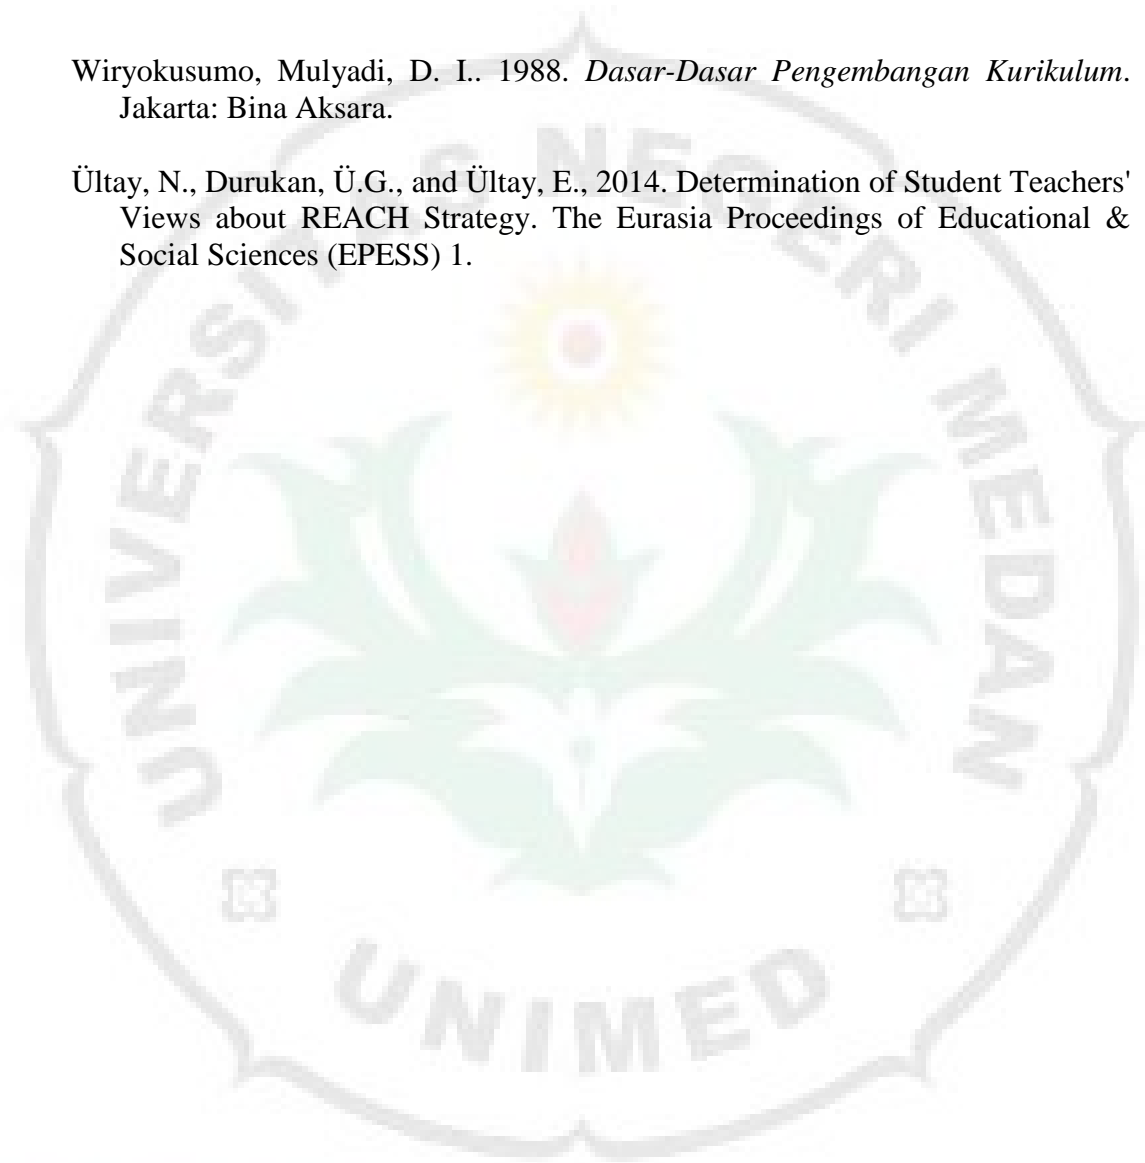 Wiryokusumo, Mulyadi, D. I.. 1988. Dasar-Dasar Pengembangan Kurikulum.
Jakarta: Bina Aksara.
Ültay, N., Durukan, Ü.G., and Ültay, E., 2014. Determination of Student Teachers'
Views about REACH Strategy. The Eurasia Proceedings of Educational &
Social Sciences (EPESS) 1.
UNIVERSITAS NEGERI MEDAN
UNIMED